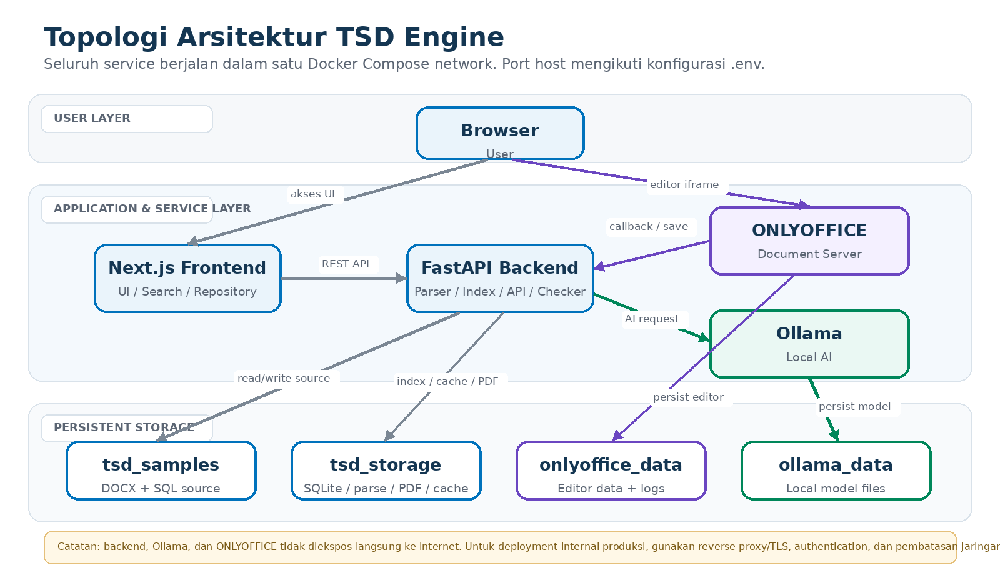 Topologi Arsitektur TSD Engine
Seluruh service berjalan dalam satu Docker Compose network. Port host mengikuti konfigurasi .env.
USER LAYER
Browser
User
akses UI
editor iframe
APPLICATION & SERVICE LAYER
callback / save
ONLYOFFICE
Document Server
Next.js Frontend
UI / Search / Repository
REST API
FastAPI Backend
Parser / Index / API / Checker
AI request
Ollama
Local AI
read/write source
index / cache / PDF
persist editor
persist model
PERSISTENT STORAGE
tsd_samples
DOCX + SQL source
tsd_storage
SQLite / parse / PDF / cache
onlyoffice_data
Editor data + logs
ollama_data
Local model files
Catatan: backend, Ollama, dan ONLYOFFICE tidak diekspos langsung ke internet. Untuk deployment internal produksi, gunakan reverse proxy/TLS, authentication, dan pembatasan jaringan